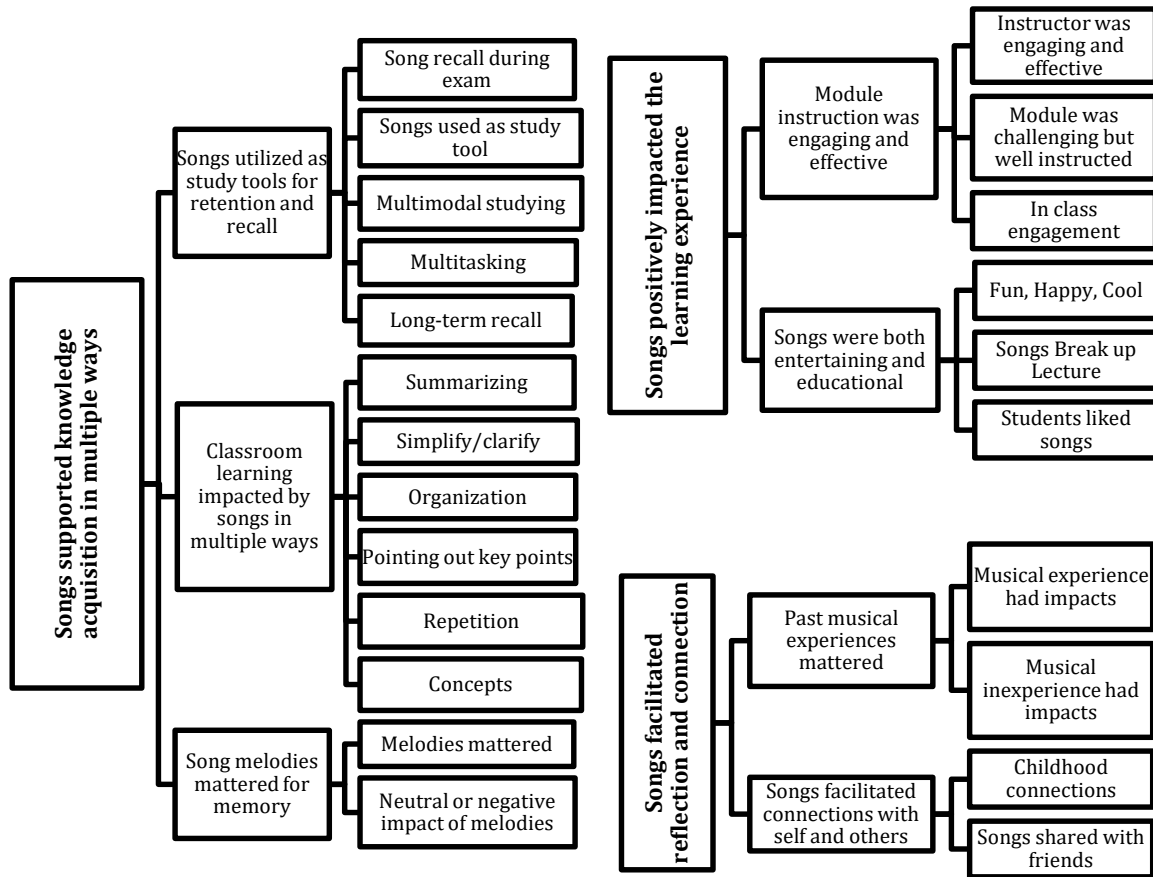 Songs supported knowledge
acquisition in multiple ways
Songs utilized as
study tools for
retention and
recall
Song recall during
exam
Songs used as study
tool
Multimodal studying
Multitasking
Long-term recall
Classroom
learning
impacted by
songs in
multiple ways
Summarizing
Simplify/clarify
Organization
Pointing out key points
Repetition
Concepts
Song melodies
mattered for
memory
Melodies mattered
Neutral or negative
impact of melodies
Songs positively impacted the
learning experience
Module
instruction was
engaging and
effective
Instructor was
engaging and
effective
Module was
challenging but
well instructed
In class
engagement
Songs were both
entertaining and
educational
Fun, Happy, Cool
Songs Break up
Lecture
Students liked
songs
Songs facilitated
reflection and connection
Past musical
experiences
mattered
Musical experience
had impacts
Musical
inexperience had
impacts
Songs facilitated
connections with
self and others
Childhood
connections
Songs shared with
friends